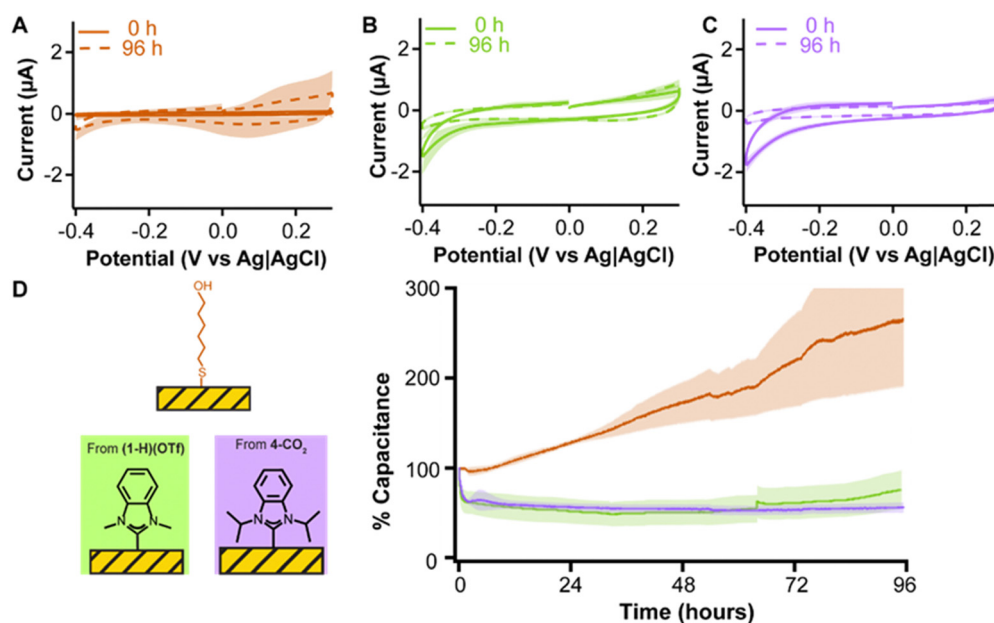 A
0 h
96 h
2
0
-2
Current (µA)
-0.4
-0.2
0.0
0.2
Potential (V vs Ag|AgCl)
B
0 h
96 h
2
0
-2
Current (µA)
-0.4
-0.2
0.0
0.2
Potential (V vs Ag|AgCl)
C
0 h
96 h
2
0
-2
Current (µA)
-0.4
-0.2
0.0
0.2
Potential (V vs Ag|AgCl)
D
OH
S
From (1-H)(OTf)
N
N
From 4-CO₂
N
N
300
200
100
0
% Capacitance
0
24
48
72
96
Time (hours)